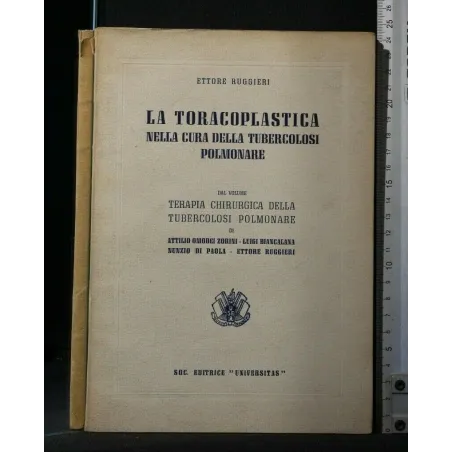 ETTORE RUGGIERI
LA TORACOPLASTICA
NELLA CURA DELLA TUBERCOLOSI
POLMONARE
DAL VOLUME
TERAPIA CHIRURGICA DELLA
TUBERCOLOSI POLMONARE
DI
ATTILIO OMODEI ZORINI - LUIGI BIANCALANA
NUNZIO DI PAOLA - ETTORE RUGGIERI
SOC. EDITRICE "UNIVERSITAS"